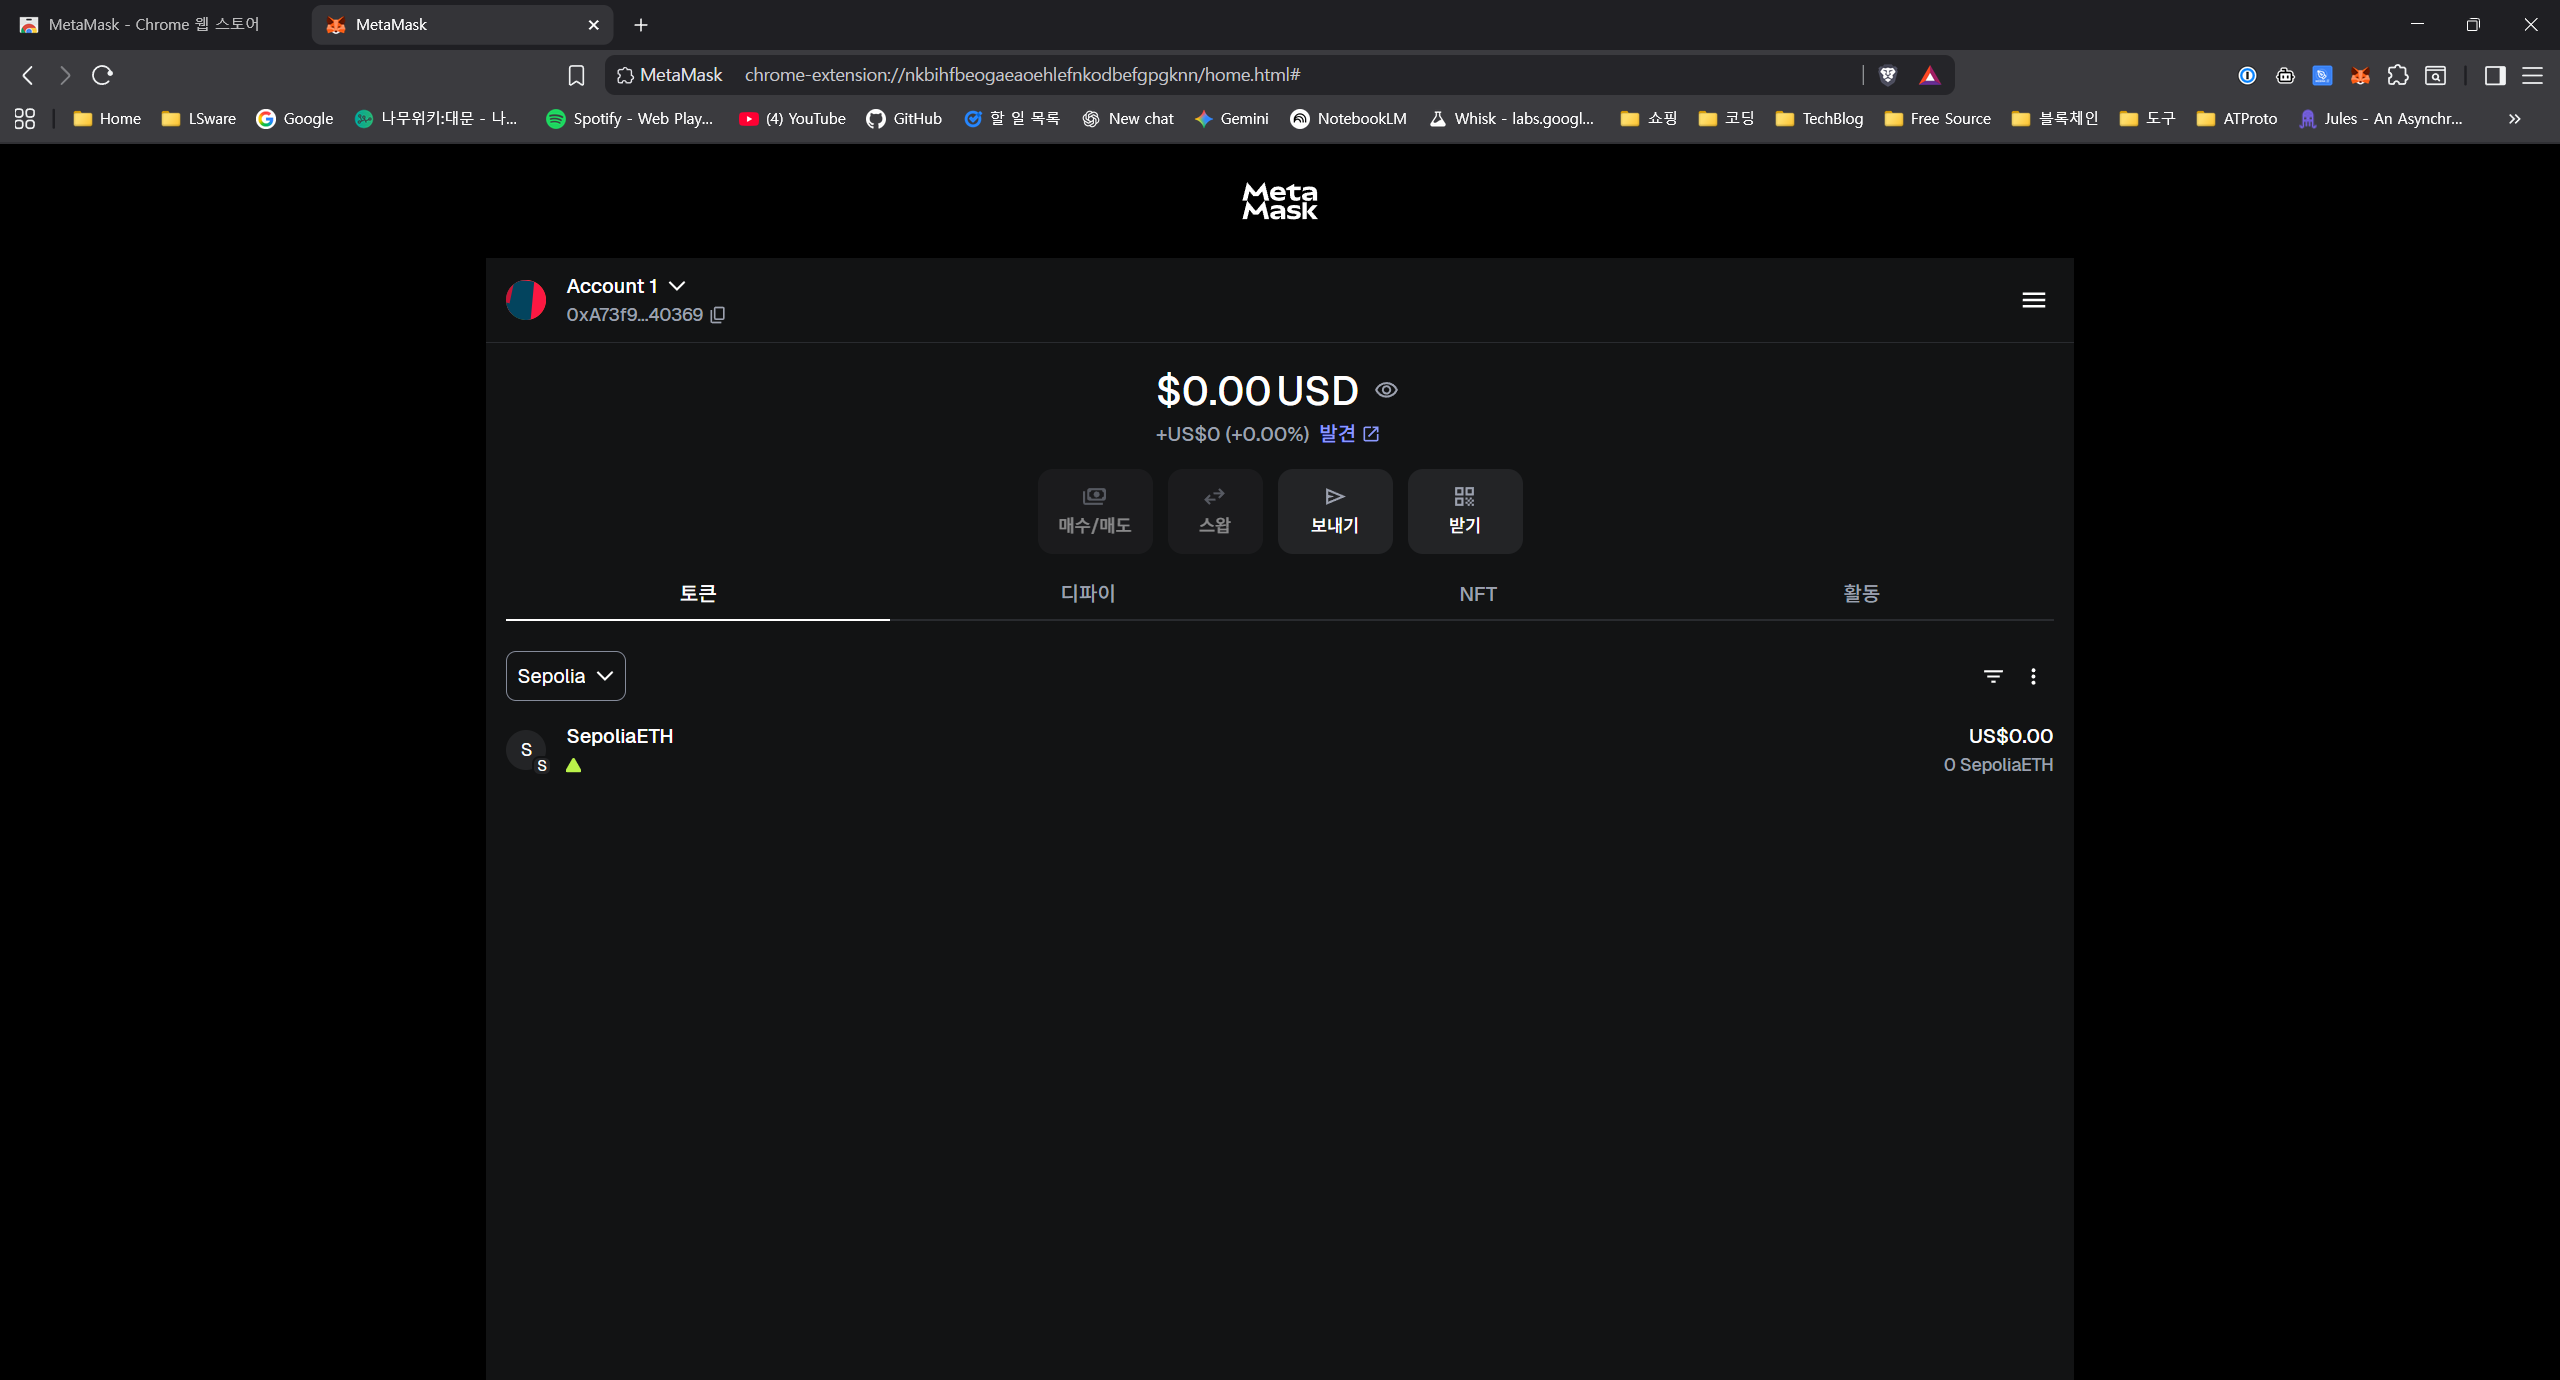 MetaMask - Chrome 웹 스토어
MetaMask
MetaMask chrome-extension://nkbihfbeogaeaoehlefnkodbefgpgknn/home.html#
Home LSware Google 나무위키:대문 - 나... Spotify - Web Play... (4) YouTube GitHub 할 일 목록 New chat Gemini NotebookLM Whisk - labs.googl... 쇼핑 코딩 TechBlog Free Source 블록체인 도구 ATProto Jules - An Asynchr...
Meta
Mask
Account 1
0xA73f9...40369
$0.00 USD
+US$0 (+0.00%) 발견
매수/매도 스왑 보내기 받기
토큰 디파이 NFT 활동
Sepolia
S S SepoliaETH US$0.00
0 SepoliaETH